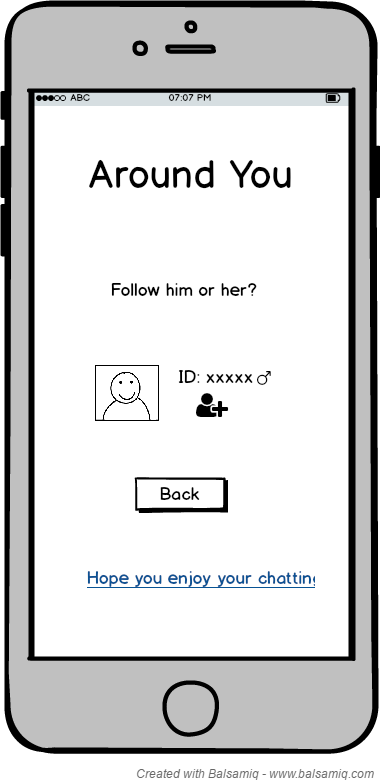 ABC 07:07 PM
Around You
Follow him or her?
ID: xxxxx ♂
Back
Hope you enjoy your chatting
Created with Balsamiq - www.balsamiq.com